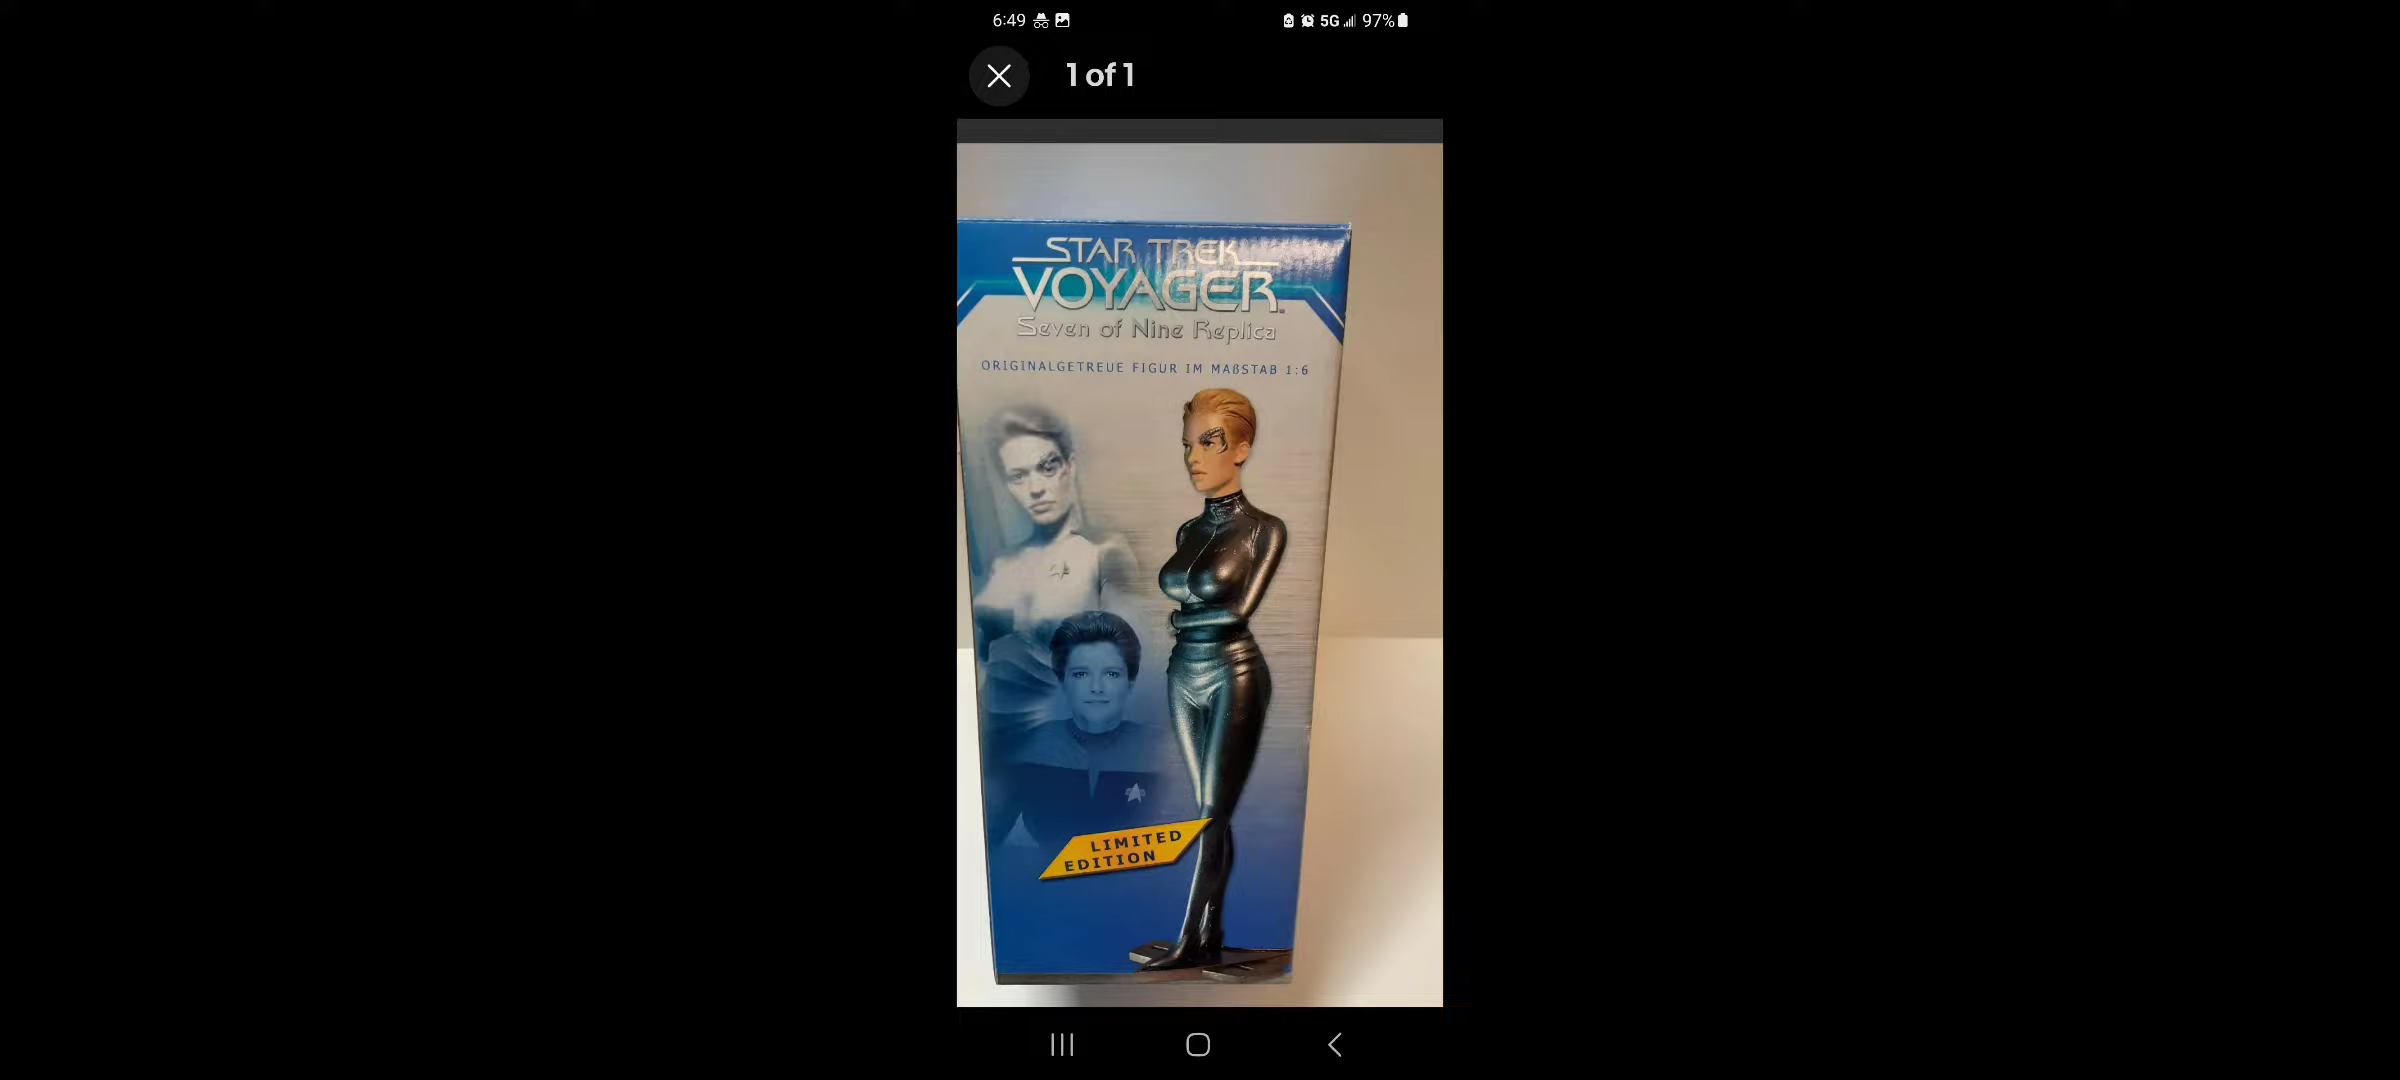 6:49
5G
97%
1 of 1
STAR TREK
VOYAGER
Seven of Nine Replica
ORIGINALGETREUE FIGUR IM MAßSTAB 1:6
LIMITED
EDITION